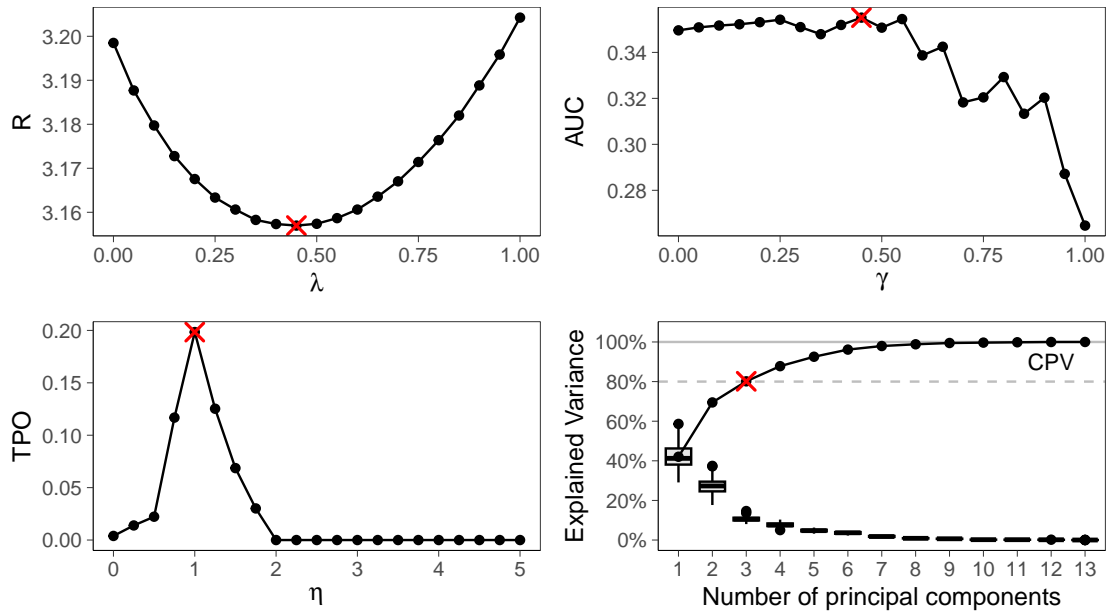 R
3.20
3.19
3.18
3.17
3.16
0.00 0.25 0.50 0.75 1.00
λ
AUC
0.34
0.32
0.30
0.28
0.00 0.25 0.50 0.75 1.00
γ
TPO
0.20
0.15
0.10
0.05
0.00
0 1 2 3 4 5
η
Explained Variance
100%
80%
60%
40%
20%
0%
CPV
1 2 3 4 5 6 7 8 9 10 11 12 13
Number of principal components